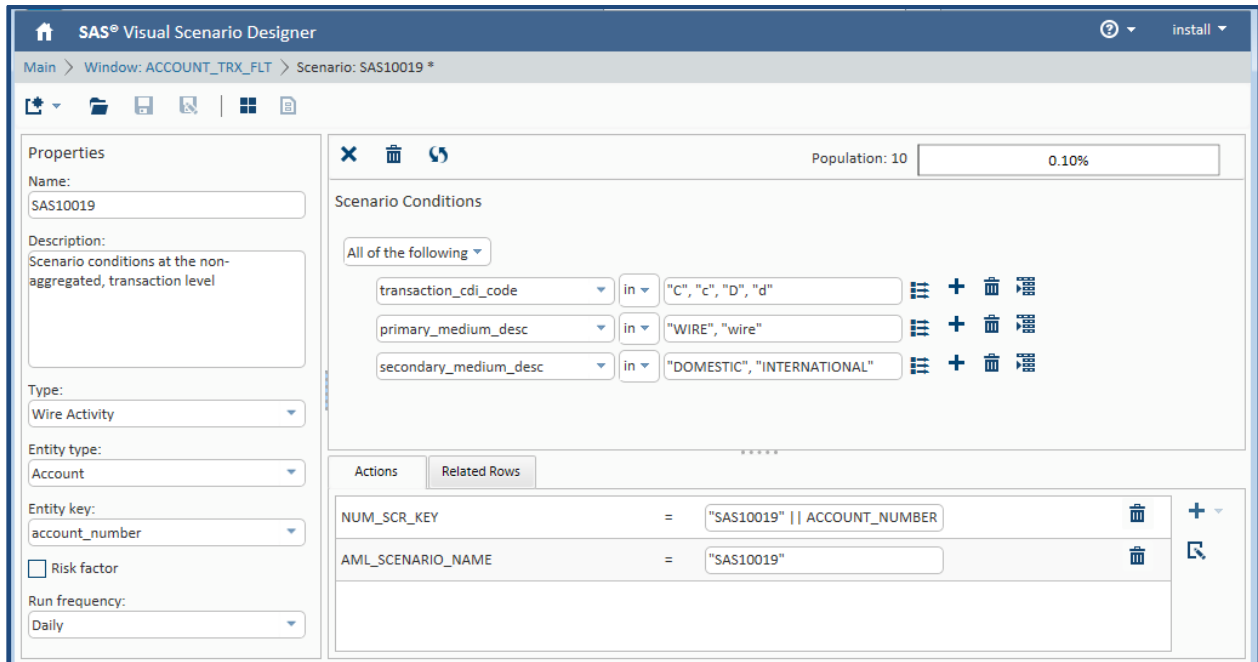 SAS® Visual Scenario Designer
install
Main > Window: ACCOUNT_TRX_FLT > Scenario: SAS10019 *
Properties
Name:
SAS10019
Description:
Scenario conditions at the non-
aggregated, transaction level
Type:
Wire Activity
Entity type:
Account
Entity key:
account_number
Risk factor
Run frequency:
Daily
Population: 10
0.10%
Scenario Conditions
All of the following
transaction_cdi_code in "C", "c", "D", "d"
primary_medium_desc in "WIRE", "wire"
secondary_medium_desc in "DOMESTIC", "INTERNATIONAL"
Actions Related Rows
NUM_SCR_KEY = "SAS10019" || ACCOUNT_NUMBER
AML_SCENARIO_NAME = "SAS10019"